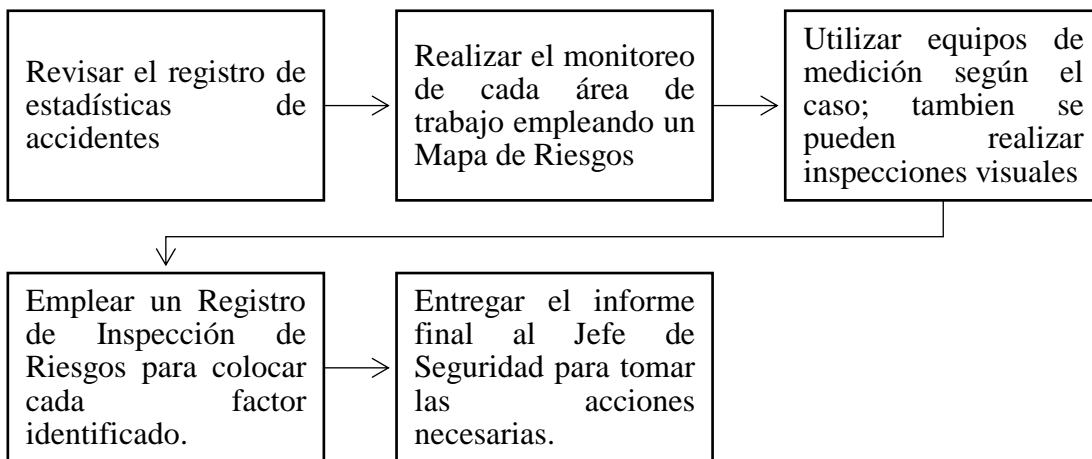 Revisar el registro de
estadísticas de
accidentes
Realizar el monitoreo
de cada área de
trabajo empleando un
Mapa de Riesgos
Utilizar equipos de
medición según el
caso; tambien se
pueden realizar
inspecciones visuales
Emplear un Registro
de Inspección de
Riesgos para colocar
cada factor
identificado.
Entregar el informe
final al Jefe de
Seguridad para tomar
las acciones
necesarias.